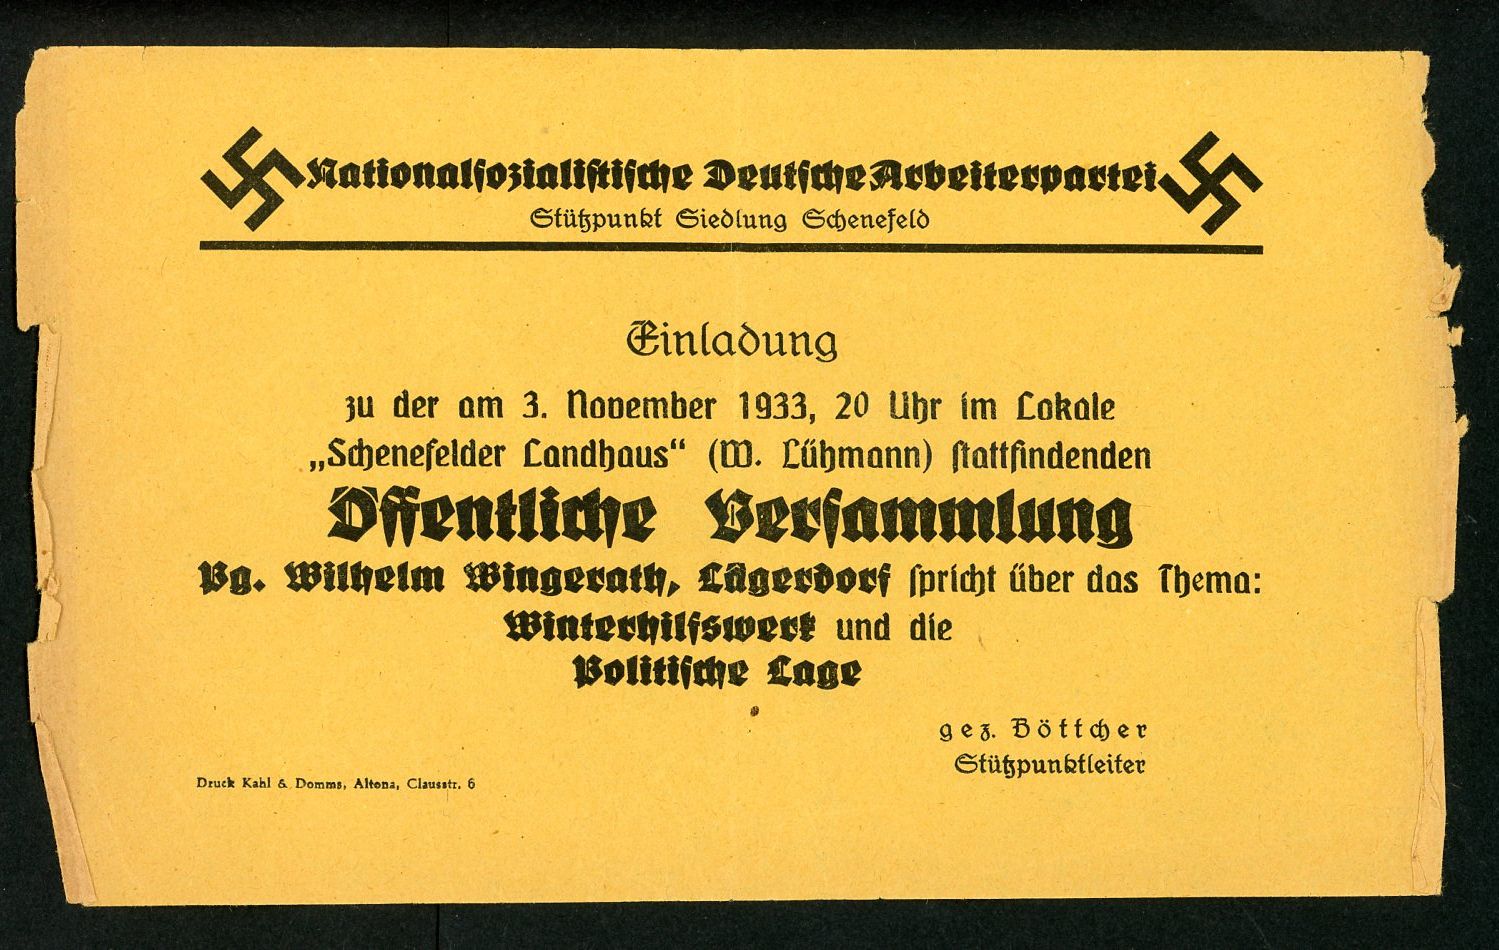 Nationalsozialistische Deutsche Arbeiterpartei
Stützpunkt Siedlung Schenefeld
Einladung
zu der am 3. November 1933, 20 Uhr im Lokale
„Schenefelder Landhaus“ (W. Lühmann) stattfindenden
Öffentliche Versammlung
Pg. Wilhelm Wingerath, Lägerdorf spricht über das Thema:
Winterhilfswerk und die
Politische Lage
gez. Böttcher
Stützpunktleiter
Druck Kahl & Domms, Altona, Clausstr. 6